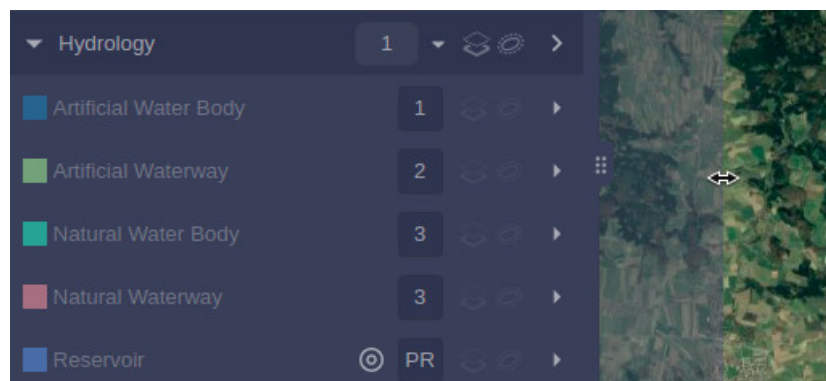 Hydrology 1
Artificial Water Body 1
Artificial Waterway 2
Natural Water Body 3
Natural Waterway 3
Reservoir PR